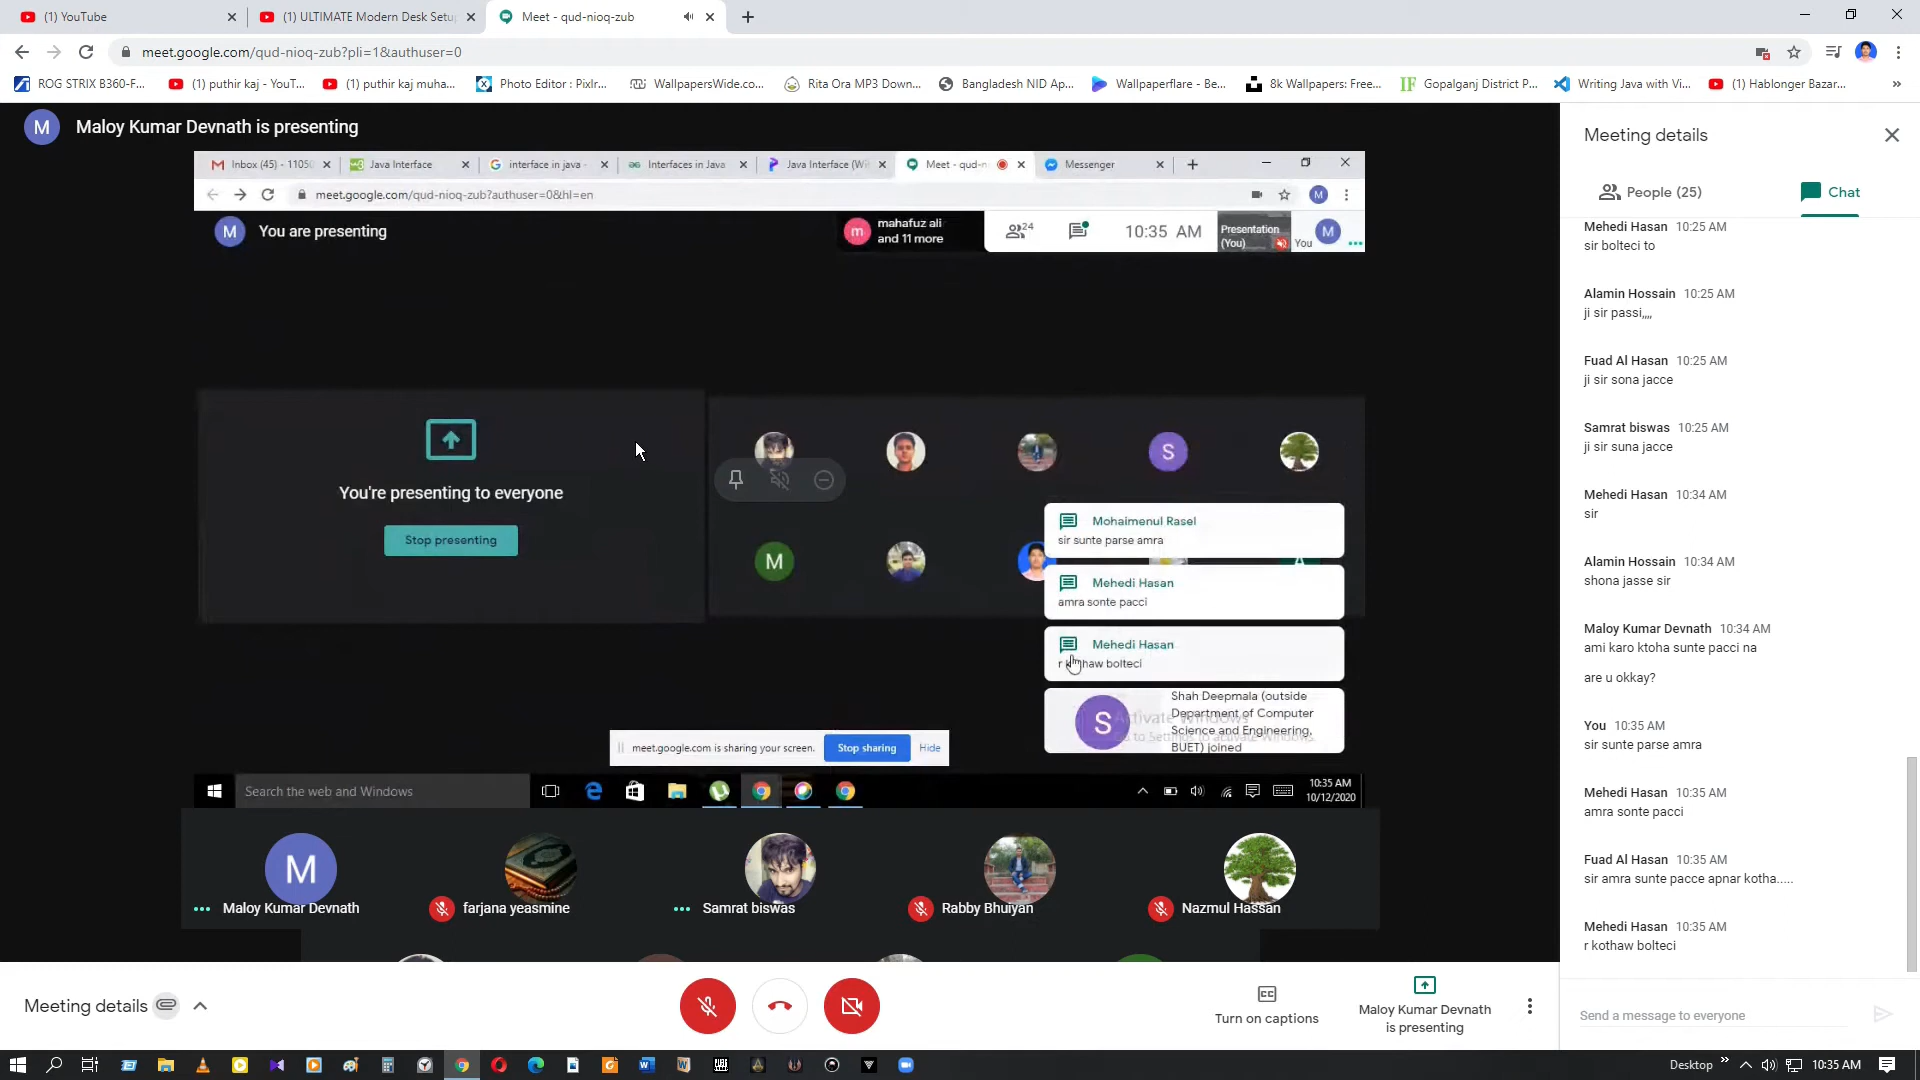 (1) YouTube
(1) ULTIMATE Modern Desk Setu
Meet - qud-nioq-zub
meet.google.com/qud-nioq-zub?pli=1&authuser=0
ROG STRIX B360-F...
(1) puthir kaj - YouT...
(1) puthir kaj muha...
Photo Editor : Pixlr...
WallpapersWide.co...
Rita Ora MP3 Down...
Bangladesh NID Ap...
Wallpaperflare - Be...
8k Wallpapers: Free...
Gopalganj District P...
Writing Java with Vi...
(1) Hablonger Bazar...
M
Maloy Kumar Devnath is presenting
Inbox (45) - 11050
Java Interface
interface in java -
Interfaces in Java
Java Interface (Wi
Meet - qud-n
Messenger
meet.google.com/qud-nioq-zub?authuser=0&hl=en
M
M
You are presenting
m
mahafuz ali
and 11 more
24
10:35 AM
Presentation
(You)
You
M
You're presenting to everyone
Stop presenting
S
M
A
Mohaimenul Rasel
sir sunte parse amra
Mehedi Hasan
amra sonte pacci
Mehedi Hasan
bolteci
S
Shah Deepmala (outside
Department of Computer
Science and Engineering,
BUET) joined
Activate Windows
Go to Settings to activate Windows.
meet.google.com is sharing your screen.
Stop sharing
Hide
Search the web and Windows
10:35 AM
10/12/2020
M
Maloy Kumar Devnath
farjana yeasmine
Samrat biswas
Rabby Bhuiyan
Nazmul Hassan
Meeting details
Turn on captions
Maloy Kumar Devnath
is presenting
Meeting details
People (25)
Chat
Mehedi Hasan 10:25 AM
sir bolteci to
Alamin Hossain 10:25 AM
ji sir passi,,,,
Fuad Al Hasan 10:25 AM
ji sir sona jacce
Samrat biswas 10:25 AM
ji sir suna jacce
Mehedi Hasan 10:34 AM
sir
Alamin Hossain 10:34 AM
shona jasse sir
Maloy Kumar Devnath 10:34 AM
ami karo ktoha sunte pacci na
are u okkay?
You 10:35 AM
sir sunte parse amra
Mehedi Hasan 10:35 AM
amra sonte pacci
Fuad Al Hasan 10:35 AM
sir amra sunte pacce apnar kotha.....
Mehedi Hasan 10:35 AM
r kothaw bolteci
Send a message to everyone
Desktop
10:35 AM